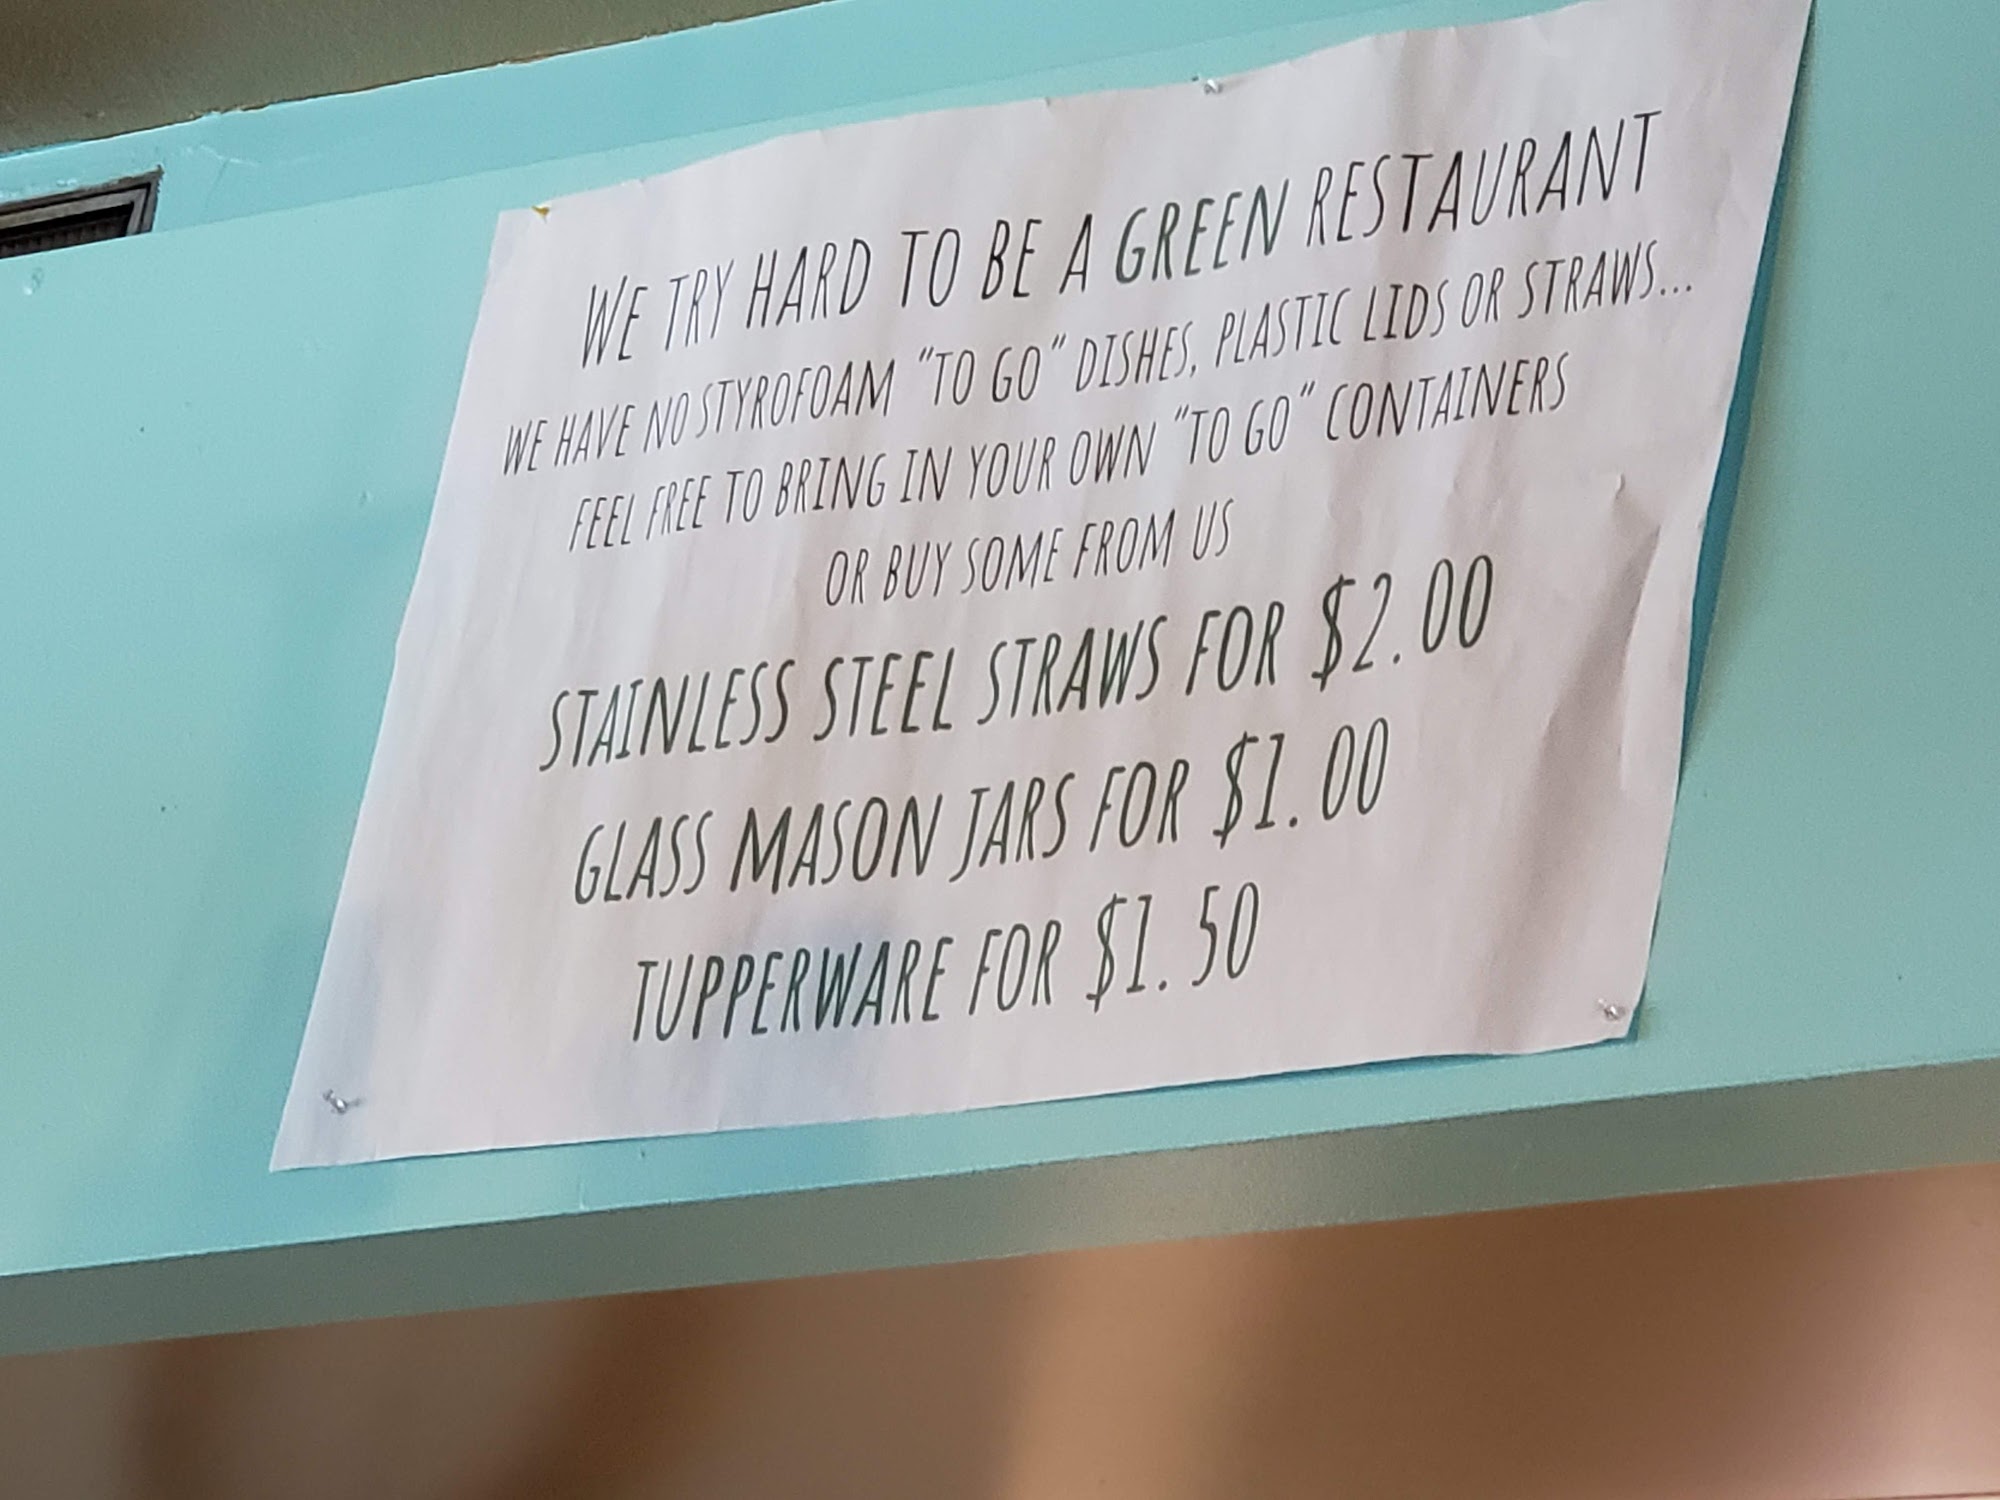 WE TRY HARD TO BE A GREEN RESTAURANT
WE HAVE NO STYROFOAM "TO GO" DISHES, PLASTIC LIDS OR STRAWS...
FEEL FREE TO BRING IN YOUR OWN "TO GO" CONTAINERS
OR BUY SOME FROM US
STAINLESS STEEL STRAWS FOR $2.00
GLASS MASON JARS FOR $1.00
TUPPERWARE FOR $1.50